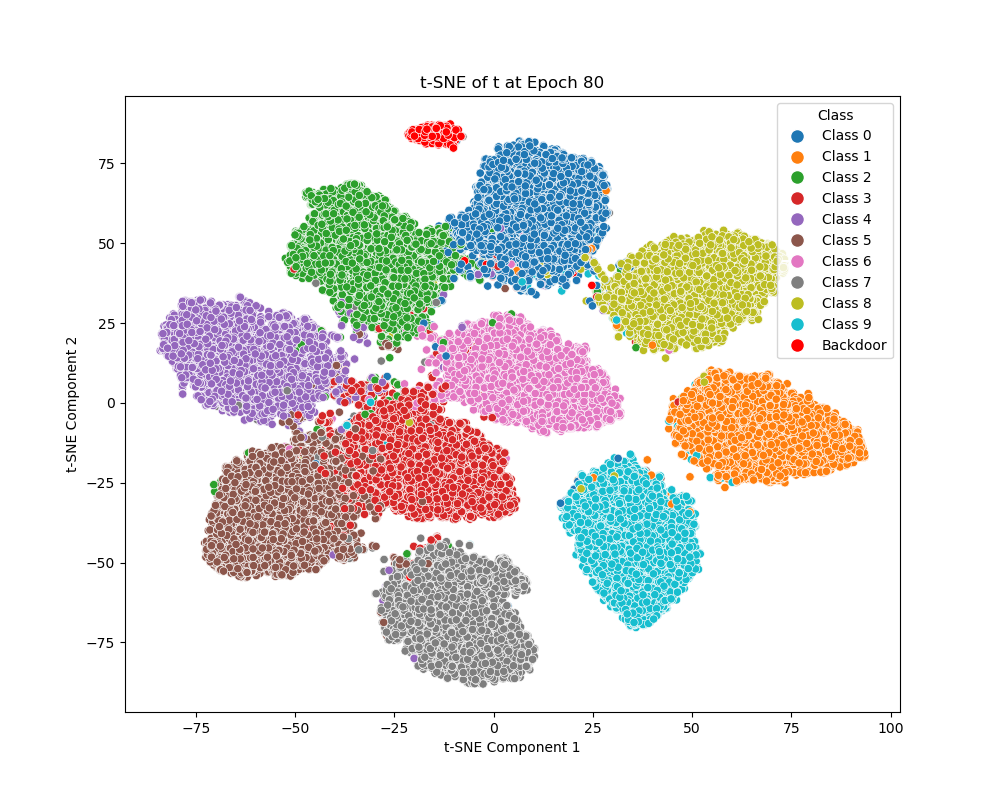 t-SNE of t at Epoch 80
Class
Class 0
Class 1
Class 2
Class 3
Class 4
Class 5
Class 6
Class 7
Class 8
Class 9
Backdoor
75
50
25
0
−25
−50
−75
t-SNE Component 2
−75 −50 −25 0 25 50 75 100
t-SNE Component 1